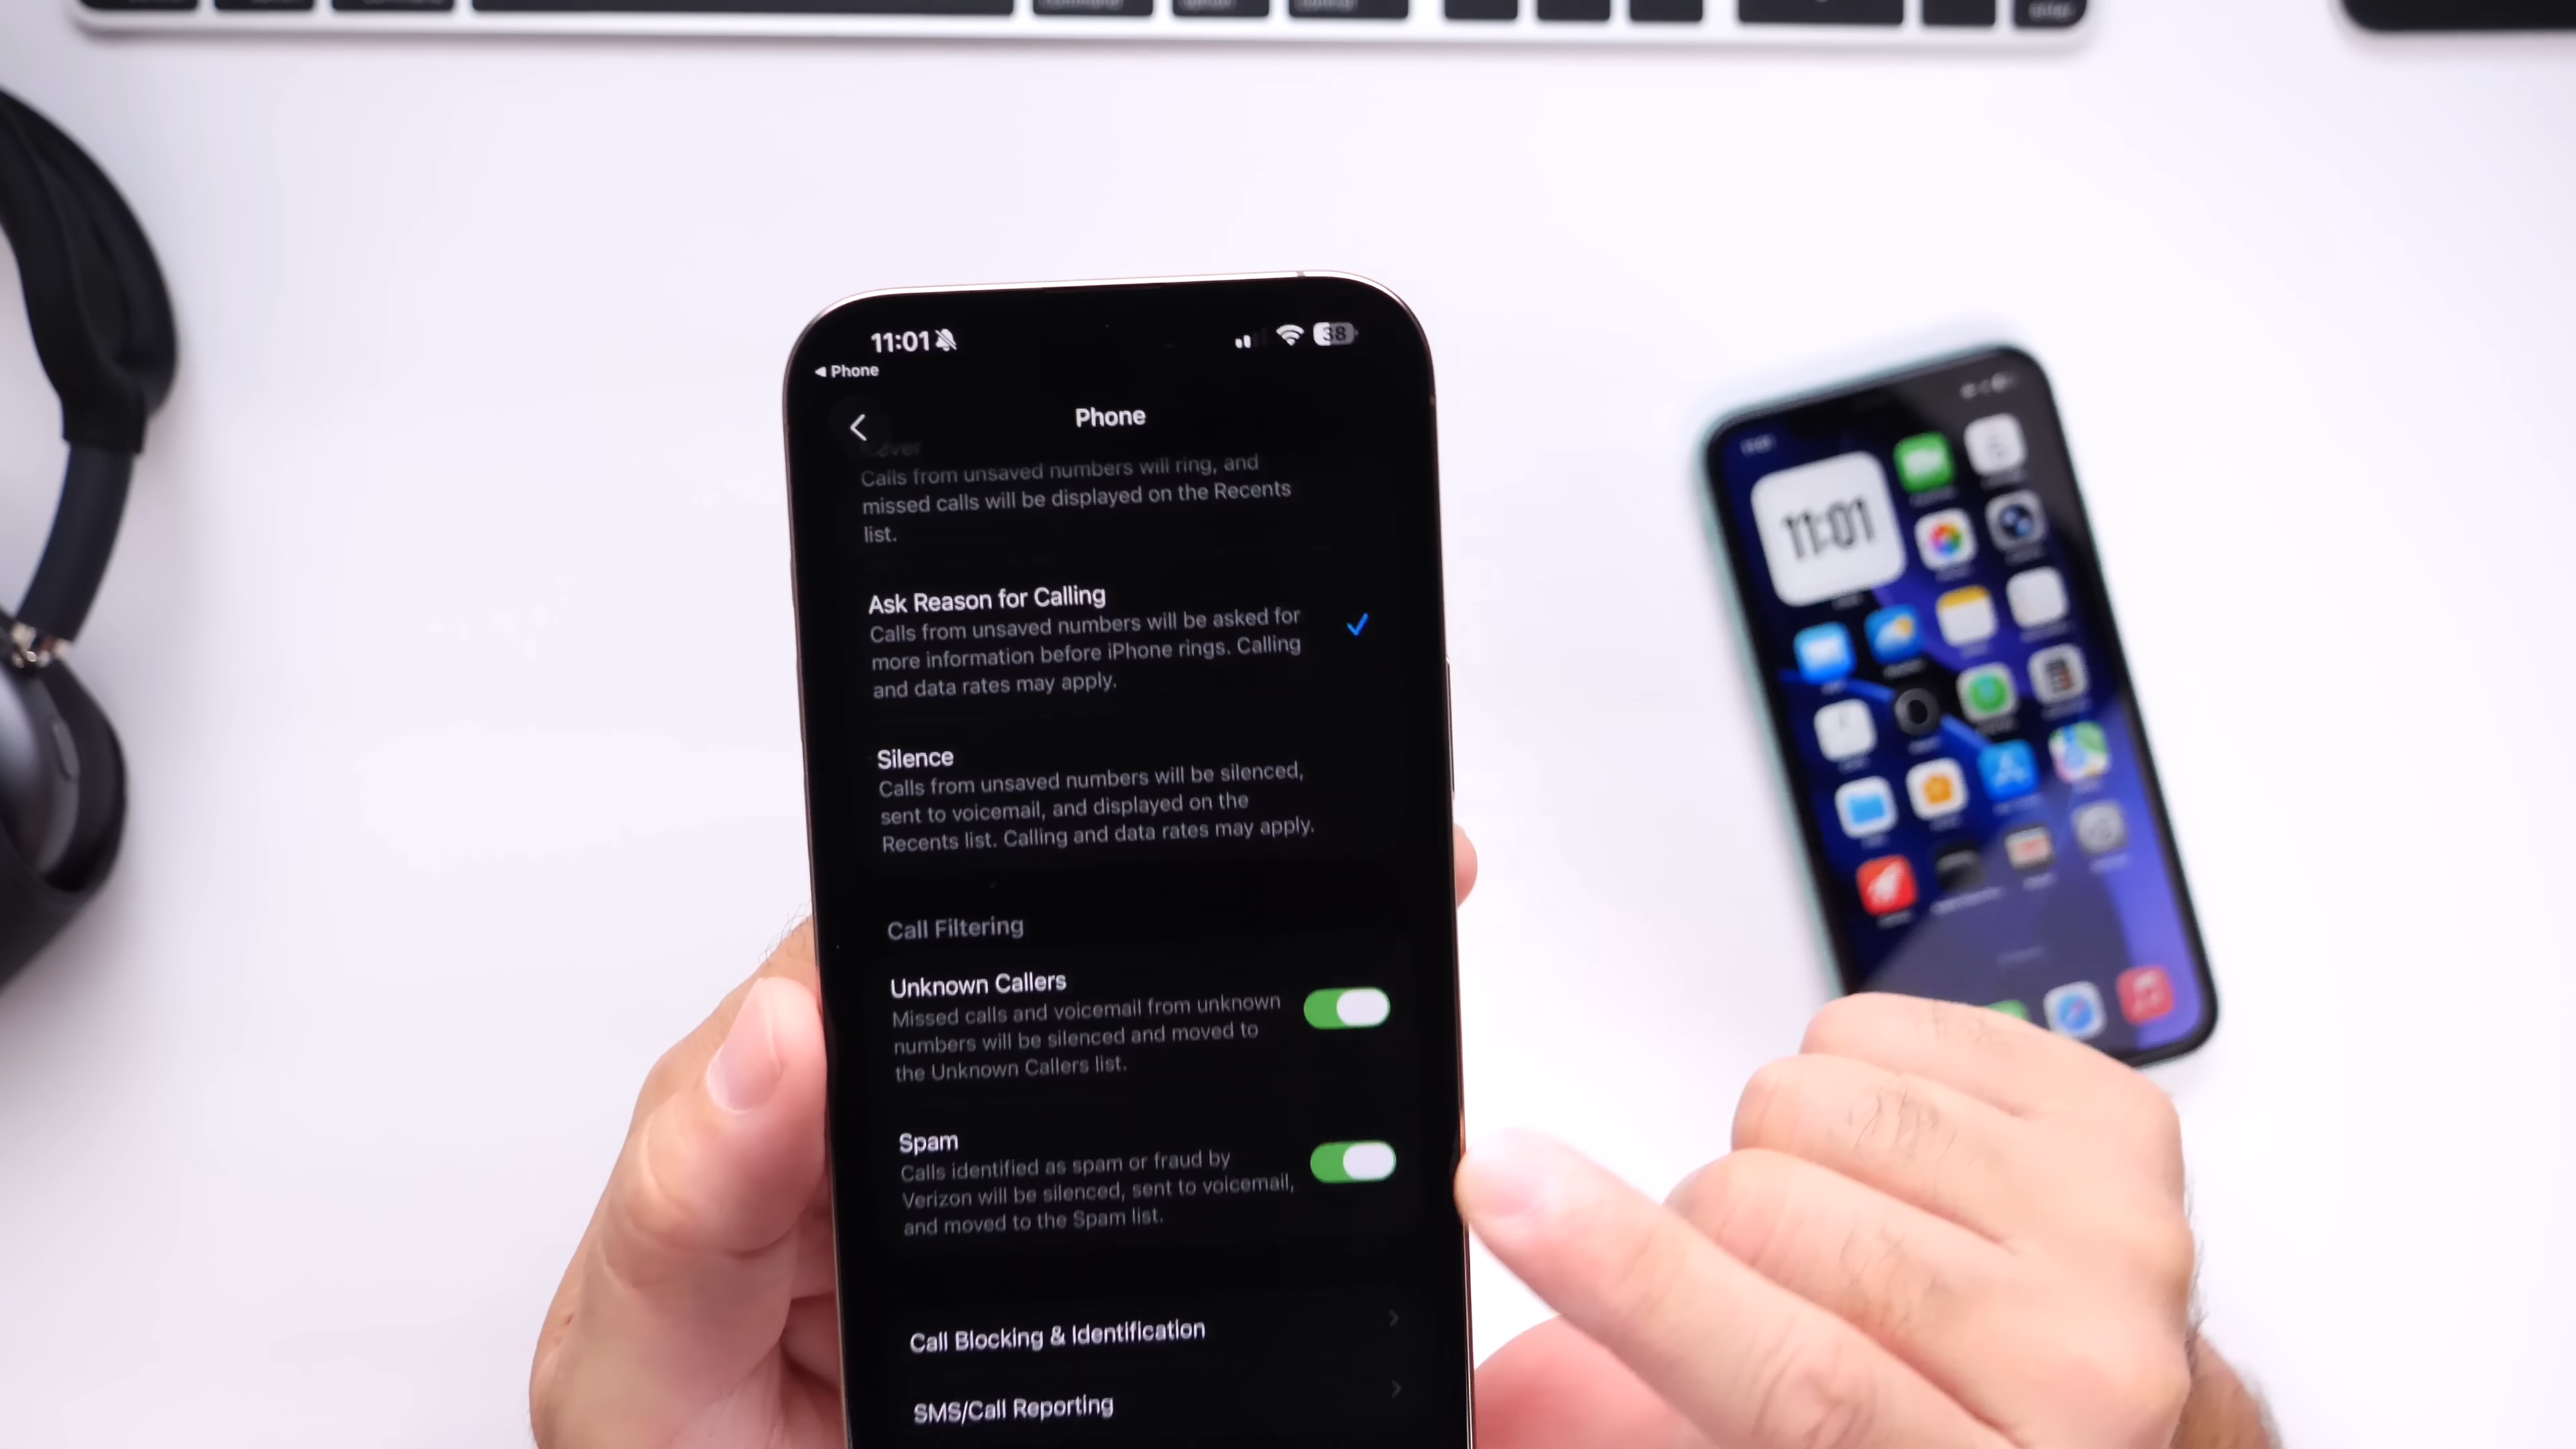 11:01
38
◀ Phone
Phone
Calls from unsaved numbers will ring, and
missed calls will be displayed on the Recents
list.
Ask Reason for Calling
Calls from unsaved numbers will be asked for
more information before iPhone rings. Calling
and data rates may apply.
Silence
Calls from unsaved numbers will be silenced,
sent to voicemail, and displayed on the
Recents list. Calling and data rates may apply.
Call Filtering
Unknown Callers
Missed calls and voicemail from unknown
numbers will be silenced and moved to
the Unknown Callers list.
Spam
Calls identified as spam or fraud by
Verizon will be silenced, sent to voicemail,
and moved to the Spam list.
Call Blocking & Identification
SMS/Call Reporting
11:01